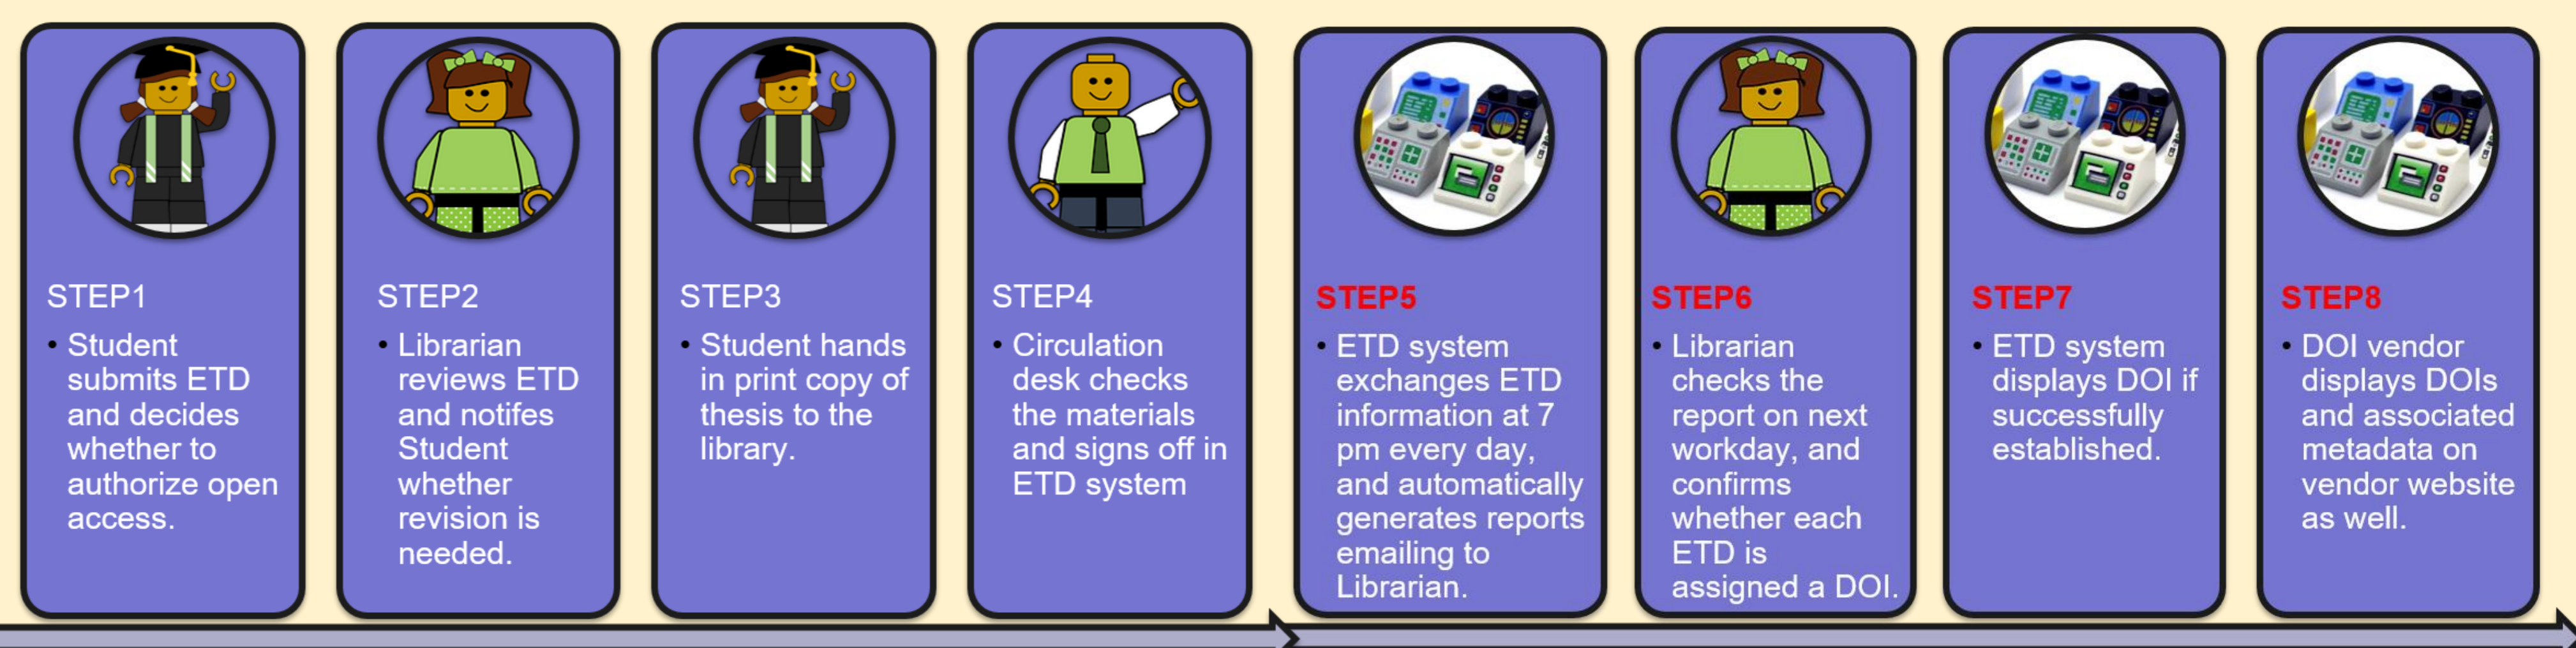 STEP1
• Student
submits ETD
and decides
whether to
authorize open
access.
STEP2
• Librarian
reviews ETD
and notifes
Student
whether
revision is
needed.
STEP3
• Student hands
in print copy of
thesis to the
library.
STEP4
• Circulation
desk checks
the materials
and signs off in
ETD system
STEP5
• ETD system
exchanges ETD
information at 7
pm every day,
and automatically
generates reports
emailing to
Librarian.
STEP6
• Librarian
checks the
report on next
workday, and
confirms
whether each
ETD is
assigned a DOI.
STEP7
• ETD system
displays DOI if
successfully
established.
STEP8
• DOI vendor
displays DOIs
and associated
metadata on
vendor website
as well.